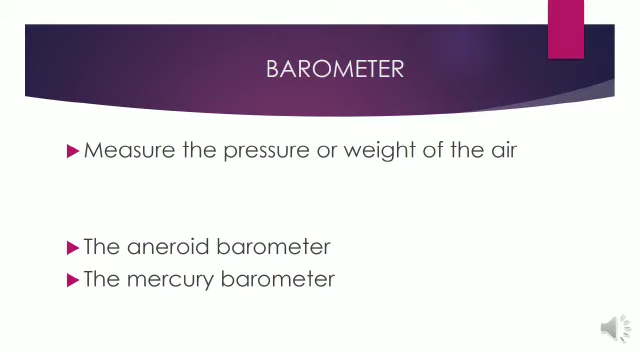 BAROMETER
Measure the pressure or weight of the air
The aneroid barometer
The mercury barometer